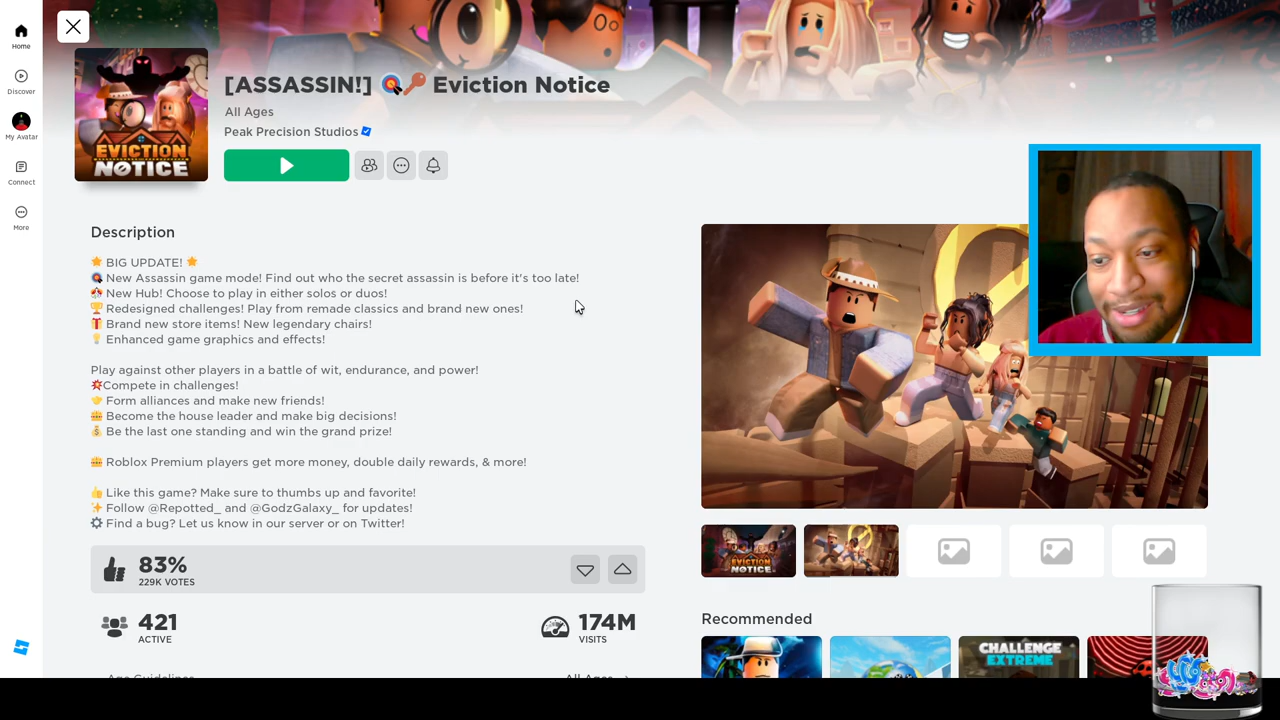 Home
Discover
My Avatar
Connect
More
EVICTION
NOTICE
[ASSASSIN!] 🎯🔑 Eviction Notice
All Ages
Peak Precision Studios
Description
🌟 BIG UPDATE! 🌟
🎯 New Assassin game mode! Find out who the secret assassin is before it's too late!
🏘️ New Hub! Choose to play in either solos or duos!
🏆 Redesigned challenges! Play from remade classics and brand new ones!
🎁 Brand new store items! New legendary chairs!
💡 Enhanced game graphics and effects!
Play against other players in a battle of wit, endurance, and power!
💥Compete in challenges!
🤝 Form alliances and make new friends!
👑 Become the house leader and make big decisions!
💰 Be the last one standing and win the grand prize!
👑 Roblox Premium players get more money, double daily rewards, & more!
👍 Like this game? Make sure to thumbs up and favorite!
✨ Follow @Repotted_ and @GodzGalaxy_ for updates!
⚙️ Find a bug? Let us know in our server or on Twitter!
83%
229K VOTES
421
ACTIVE
174M
VISITS
Age Guidelines
All Ages
EVICTION
NOTICE
Recommended
CHALLENGE
EXTREME